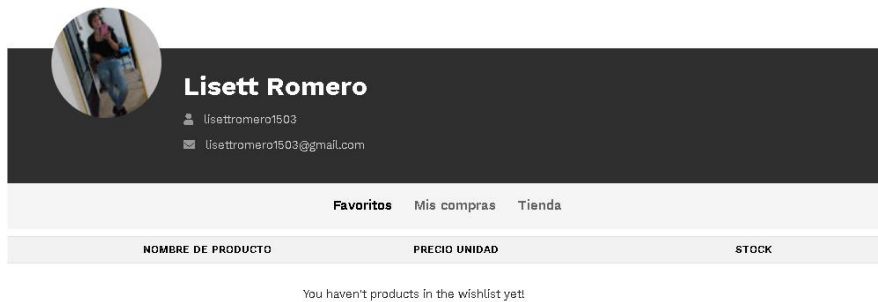 Lisett Romero
lisettromero1503
lisettromero1503@gmail.com
Favoritos Mis compras Tienda
NOMBRE DE PRODUCTO PRECIO UNIDAD STOCK
You haven't products in the wishlist yet!